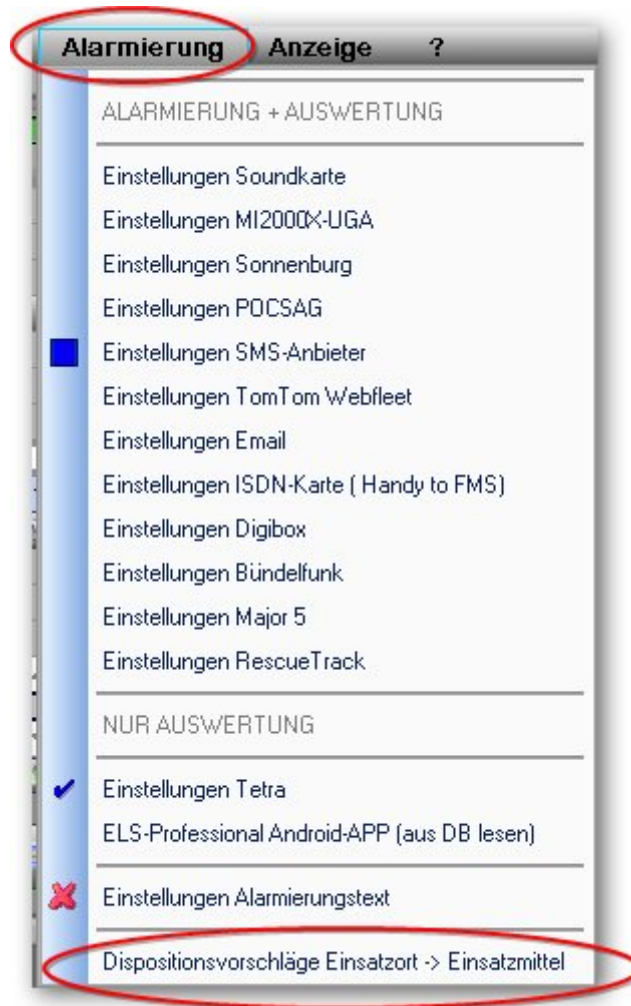 Alarmierung Anzeige ?
ALARMIERUNG + AUSWERTUNG
Einstellungen Soundkarte
Einstellungen MI2000X-UGA
Einstellungen Sonnenburg
Einstellungen POCSAG
Einstellungen SMS-Anbieter
Einstellungen TomTom Webfleet
Einstellungen Email
Einstellungen ISDN-Karte ( Handy to FMS)
Einstellungen Digibox
Einstellungen Bündelfunk
Einstellungen Major 5
Einstellungen RescueTrack
NUR AUSWERTUNG
Einstellungen Tetra
ELS-Professional Android-APP (aus DB lesen)
Einstellungen Alarmierungstext
Dispositionsvorschläge Einsatzort -> Einsatzmittel